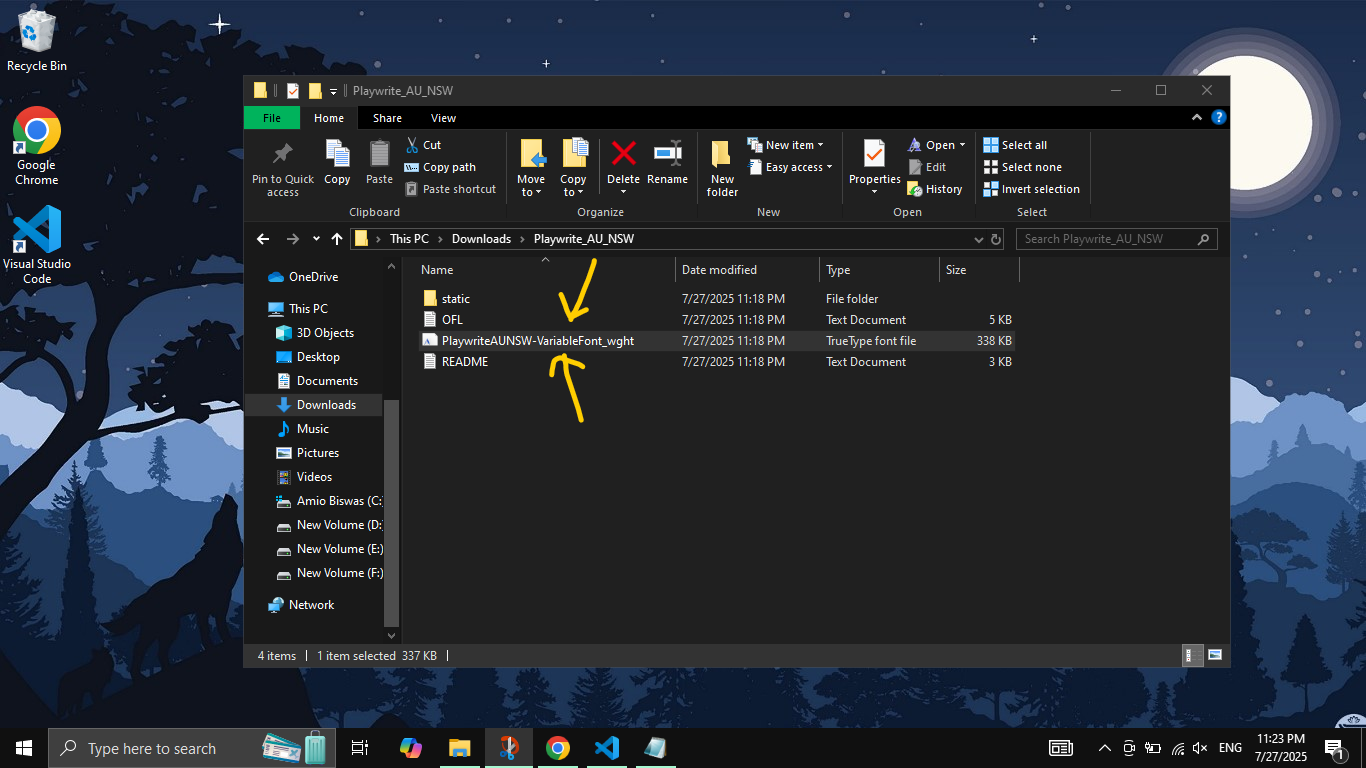 Recycle Bin
Google
Chrome
Visual Studio
Code
Playwrite_AU_NSW
File Home Share View
Pin to Quick
access
Copy
Paste
Cut
Copy path
Paste shortcut
Clipboard
Move
to
Copy
to
Delete
Rename
Organize
New
folder
New item
Easy access
New
Properties
Open
Edit
History
Open
Select all
Select none
Invert selection
Select
This PC > Downloads > Playwrite_AU_NSW
Search Playwrite_AU_NSW
OneDrive
This PC
3D Objects
Desktop
Documents
Downloads
Music
Pictures
Videos
Amio Biswas (C:)
New Volume (D:)
New Volume (E:)
New Volume (F:)
Network
Name Date modified Type Size
static 7/27/2025 11:18 PM File folder
OFL 7/27/2025 11:18 PM Text Document 5 KB
PlaywriteAUNSW-VariableFont_wght 7/27/2025 11:18 PM TrueType font file 338 KB
README 7/27/2025 11:18 PM Text Document 3 KB
4 items 1 item selected 337 KB
Type here to search
ENG
11:23 PM
7/27/2025
1